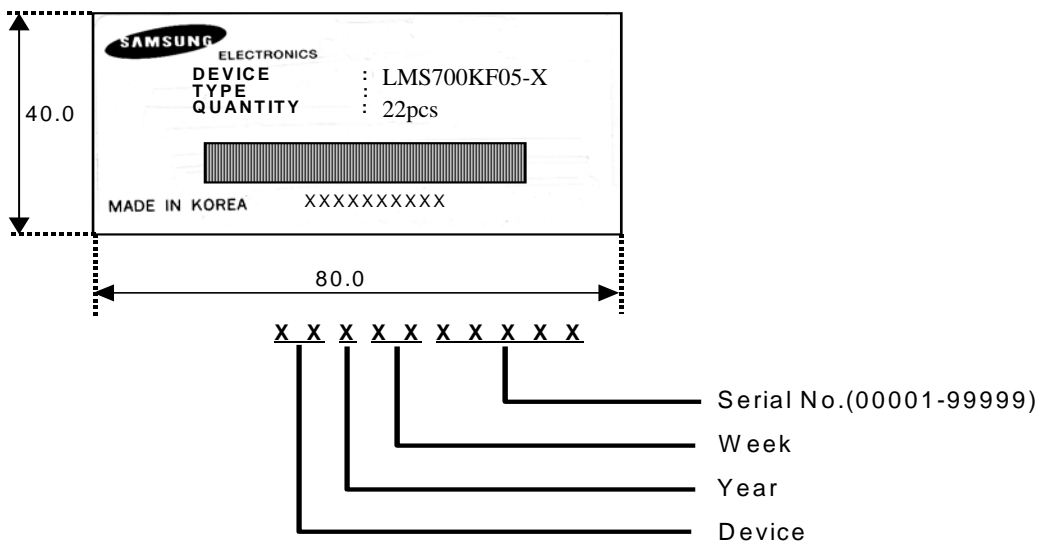 SAMSUNG
ELECTRONICS
DEVICE : LMS700KF05-X
TYPE :
QUANTITY : 22pcs
40.0
MADE IN KOREA XXXXXXXXXX
80.0
X X X X X X X X X X
Serial No.(00001-99999)
Week
Year
Device